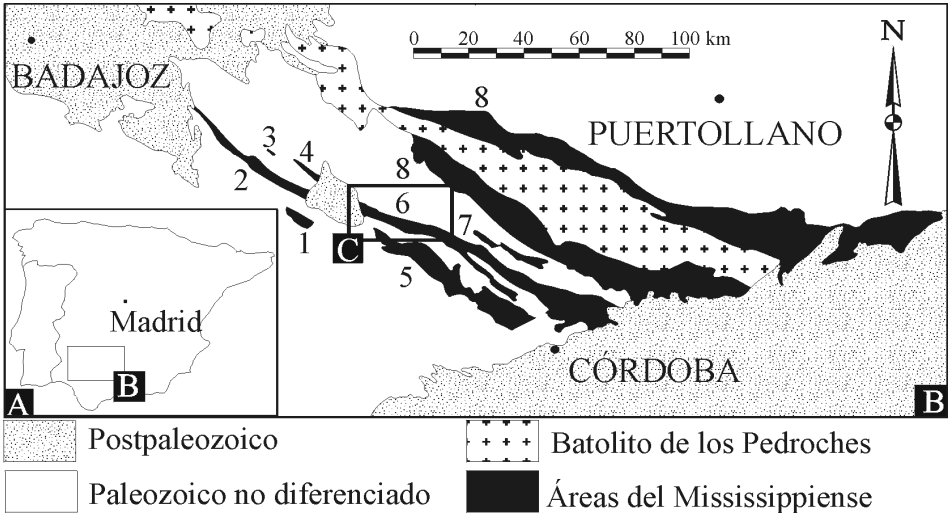 0 20 40 60 80 100 km
N
BADAJOZ
8
PUERTOLLANO
3
4
2
8
6
1
7
C
5
Madrid
B
A
CÓRDOBA
B
Postpaleozoico
Batolito de los Pedroches
Paleozoico no diferenciado
Áreas del Mississippiense